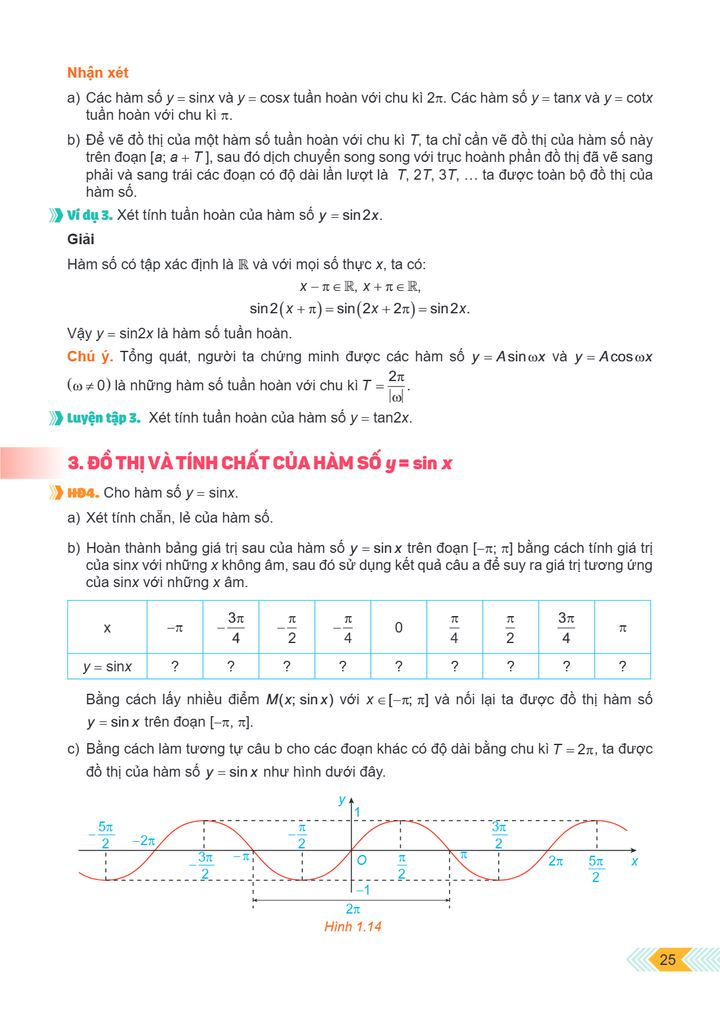 Nhận xét
a) Các hàm số y = sinx và y = cosx tuần hoàn với chu kì 2π. Các hàm số y = tanx và y = cotx
tuần hoàn với chu kì π.
b) Để vẽ đồ thị của một hàm số tuần hoàn với chu kì T, ta chỉ cần vẽ đồ thị của hàm số này
trên đoạn [a; a + T ], sau đó dịch chuyển song song với trục hoành phần đồ thị đã vẽ sang
phải và sang trái các đoạn có độ dài lần lượt là T, 2T, 3T, … ta được toàn bộ đồ thị của
hàm số.
Ví dụ 3. Xét tính tuần hoàn của hàm số y = sin2x.
Giải
Hàm số có tập xác định là ℝ và với mọi số thực x, ta có:
x − π ∈ ℝ, x + π ∈ ℝ,
sin2(x + π) = sin(2x + 2π) = sin2x.
Vậy y = sin2x là hàm số tuần hoàn.
Chú ý. Tổng quát, người ta chứng minh được các hàm số y = Asinωx và y = Acosωx
(ω ≠ 0) là những hàm số tuần hoàn với chu kì T = 2π/|ω|.
Luyện tập 3. Xét tính tuần hoàn của hàm số y = tan2x.
3. ĐỒ THỊ VÀ TÍNH CHẤT CỦA HÀM SỐ y = sin x
HĐ4. Cho hàm số y = sinx.
a) Xét tính chẵn, lẻ của hàm số.
b) Hoàn thành bảng giá trị sau của hàm số y = sin x trên đoạn [−π; π] bằng cách tính giá trị
của sinx với những x không âm, sau đó sử dụng kết quả câu a để suy ra giá trị tương ứng
của sinx với những x âm.
x −π −3π/4 −π/2 −π/4 0 π/4 π/2 3π/4 π
y = sinx ? ? ? ? ? ? ? ? ?
Bằng cách lấy nhiều điểm M(x; sin x) với x ∈ [−π; π] và nối lại ta được đồ thị hàm số
y = sin x trên đoạn [−π, π].
c) Bằng cách làm tương tự câu b cho các đoạn khác có độ dài bằng chu kì T = 2π, ta được
đồ thị của hàm số y = sin x như hình dưới đây.
y
1
−5π/2 −2π −π/2 3π/2
−3π/2 −π O π/2 π 2π 5π/2 x
−1
2π
Hình 1.14
25